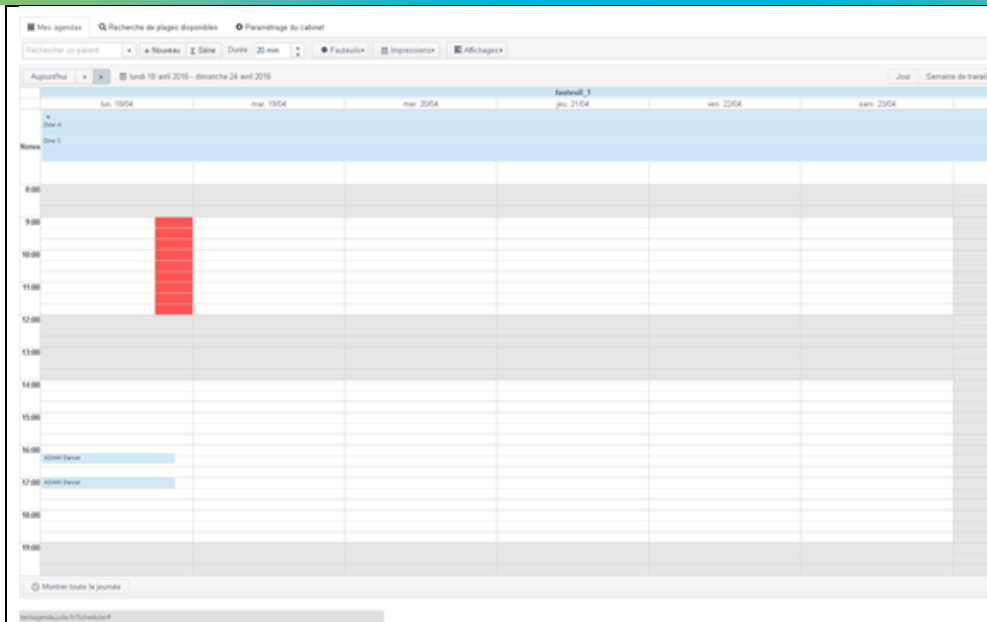 Mes agendas Recherche de plages disponibles Paramétrage du cabinet
Rechercher un patient + Nouveau Σ Série Durée 20 min Fauteuils Impressions Affichages
Aujourd'hui lundi 18 avril 2016 - dimanche 24 avril 2016 Jour Semaine de travail
fauteuil_1
lun. 18/04 mar. 19/04 mer. 20/04 jeu. 21/04 ven. 22/04 sam. 23/04
Zone A
Zone C
Notes
8:00
9:00
10:00
11:00
12:00
13:00
14:00
15:00
16:00
ADAM Daniel
17:00 ADAM Daniel
18:00
19:00
Montrer toute la journée
testagenda.julie.fr/Scheduler#